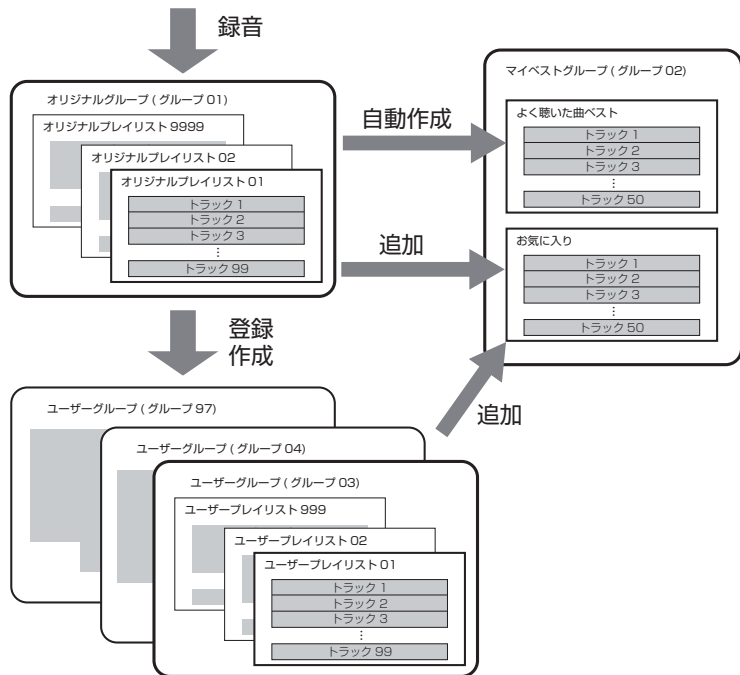 録音
オリジナルグループ ( グループ 01)
オリジナルプレイリスト 9999
オリジナルプレイリスト 02
オリジナルプレイリスト 01
トラック 1
トラック 2
トラック 3
⋮
トラック 99
自動作成
追加
マイベストグループ ( グループ 02)
よく聴いた曲ベスト
トラック 1
トラック 2
トラック 3
⋮
トラック 50
お気に入り
トラック 1
トラック 2
トラック 3
⋮
トラック 50
登録
作成
追加
ユーザーグループ ( グループ 97)
ユーザーグループ ( グループ 04)
ユーザーグループ ( グループ 03)
ユーザープレイリスト 999
ユーザープレイリスト 02
ユーザープレイリスト 01
トラック 1
トラック 2
トラック 3
⋮
トラック 99